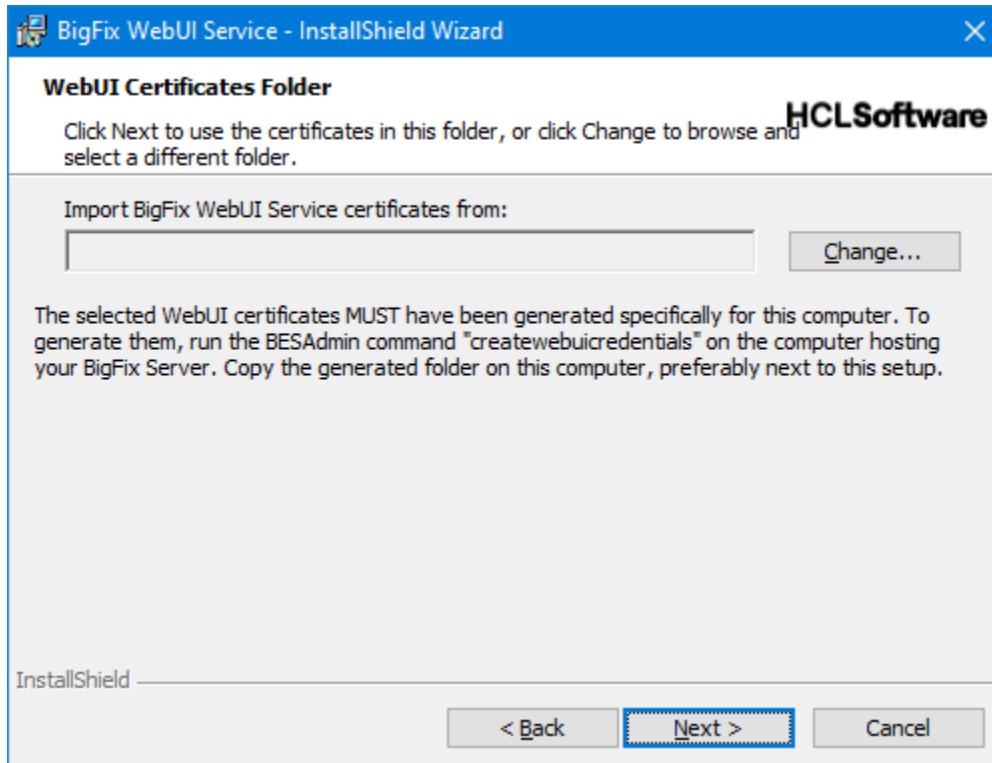 BigFix WebUI Service - InstallShield Wizard
WebUI Certificates Folder
HCLSoftware
Click Next to use the certificates in this folder, or click Change to browse and
select a different folder.
Import BigFix WebUI Service certificates from:
Change...
The selected WebUI certificates MUST have been generated specifically for this computer. To
generate them, run the BESAdmin command "createwebuicredentials" on the computer hosting
your BigFix Server. Copy the generated folder on this computer, preferably next to this setup.
InstallShield
< Back
Next >
Cancel